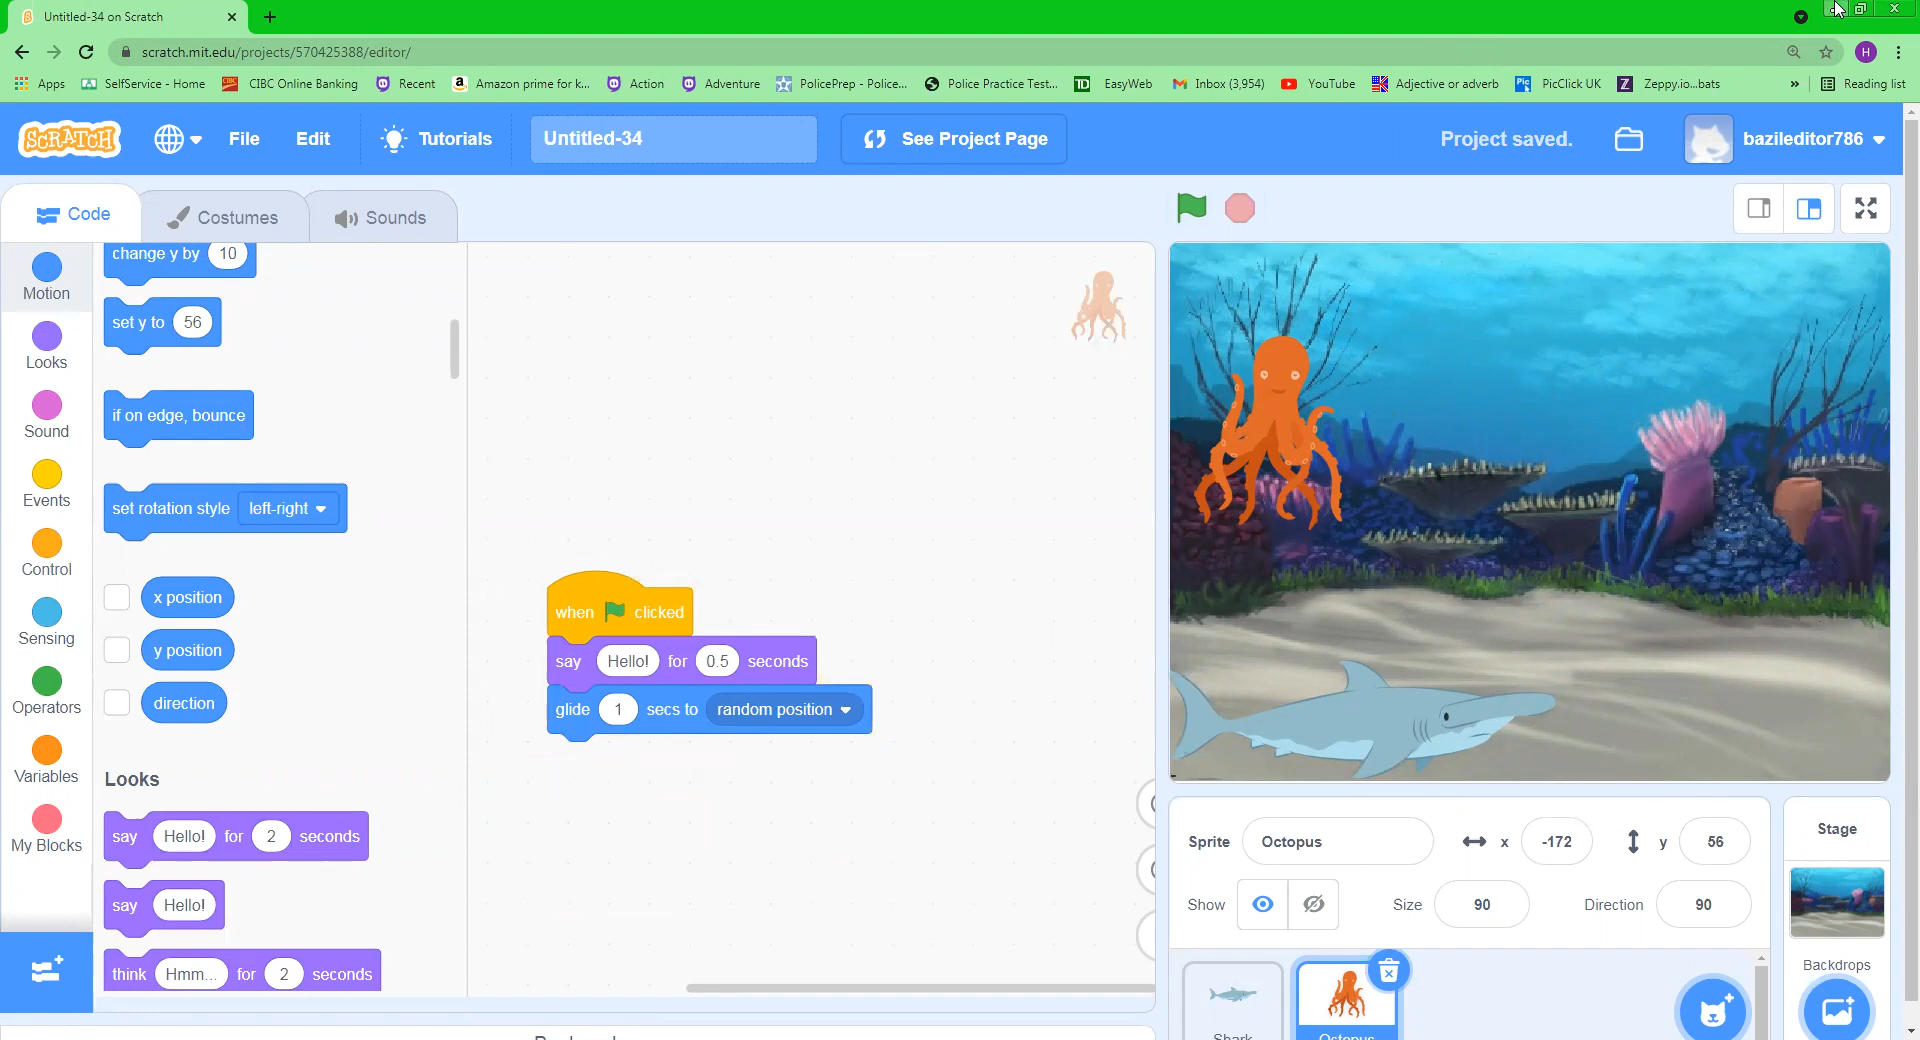 Untitled-34 on Scratch
scratch.mit.edu/projects/570425388/editor/
H
Apps SelfService - Home CIBC Online Banking Recent Amazon prime for k... Action Adventure PolicePrep - Police... Police Practice Test... EasyWeb Inbox (3,954) YouTube Adjective or adverb PicClick UK Zeppy.io...bats » Reading list
SCRATCH File Edit Tutorials Untitled-34 See Project Page Project saved. bazileditor786
Code Costumes Sounds
Motion
Looks
Sound
Events
Control
Sensing
Operators
Variables
My Blocks
change y by 10
set y to 56
if on edge, bounce
set rotation style left-right
x position
y position
direction
Looks
say Hello! for 2 seconds
say Hello!
think Hmm... for 2 seconds
when clicked
say Hello! for 0.5 seconds
glide 1 secs to random position
Sprite Octopus x -172 y 56
Show Size 90 Direction 90
Shark
Octopus
Stage
Backdrops